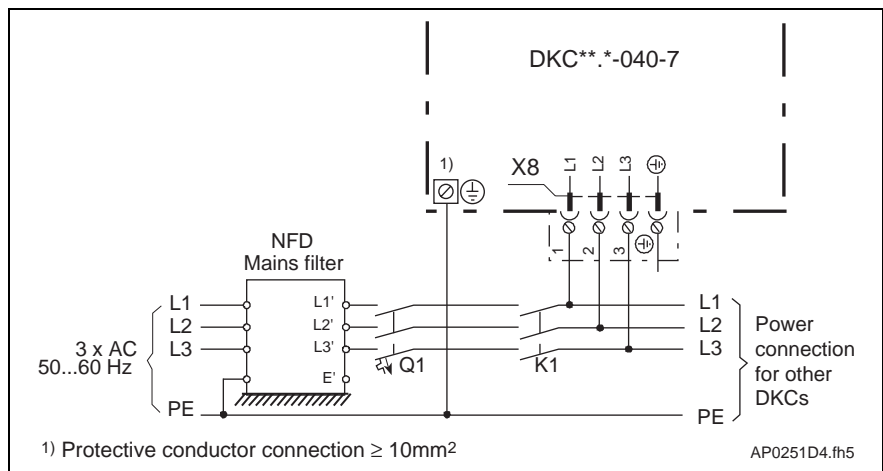 DKC**.*-040-7
1)
X8
L1
L2
L3
1
2
3
NFD
Mains filter
L1
L2
L3
3 x AC
50...60 Hz
PE
L1'
L2'
L3'
E'
Q1
K1
L1
L2
L3
PE
Power
connection
for other
DKCs
1) Protective conductor connection ≥ 10mm²
AP0251D4.fh5